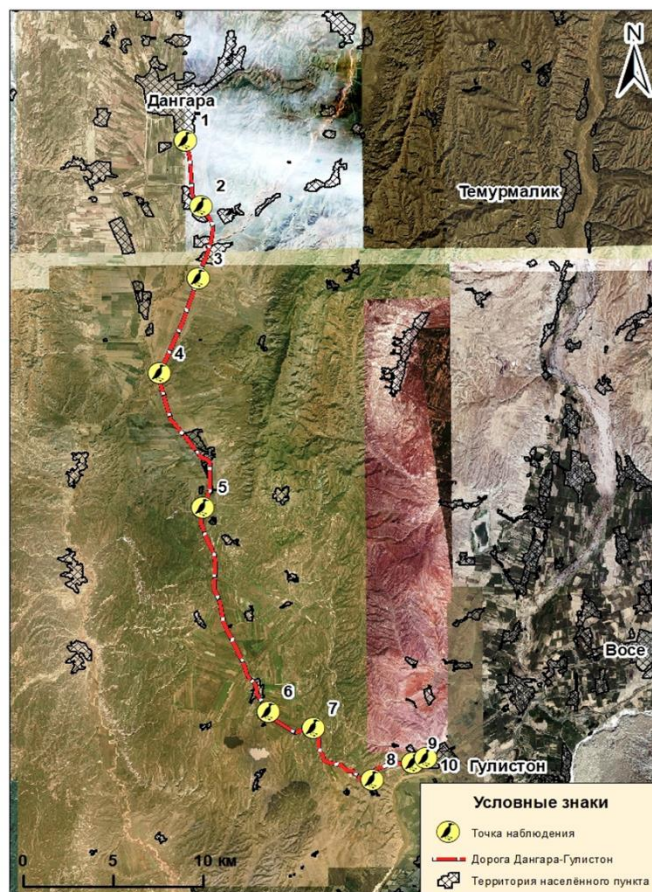 N
Дангара
1
2
Темурмалик
3
4
5
Восе
6
7
8
9
10
Гулистон
Условные знаки
Точка наблюдения
Дорога Дангара-Гулистон
Территория населённого пункта
0 5 10 км